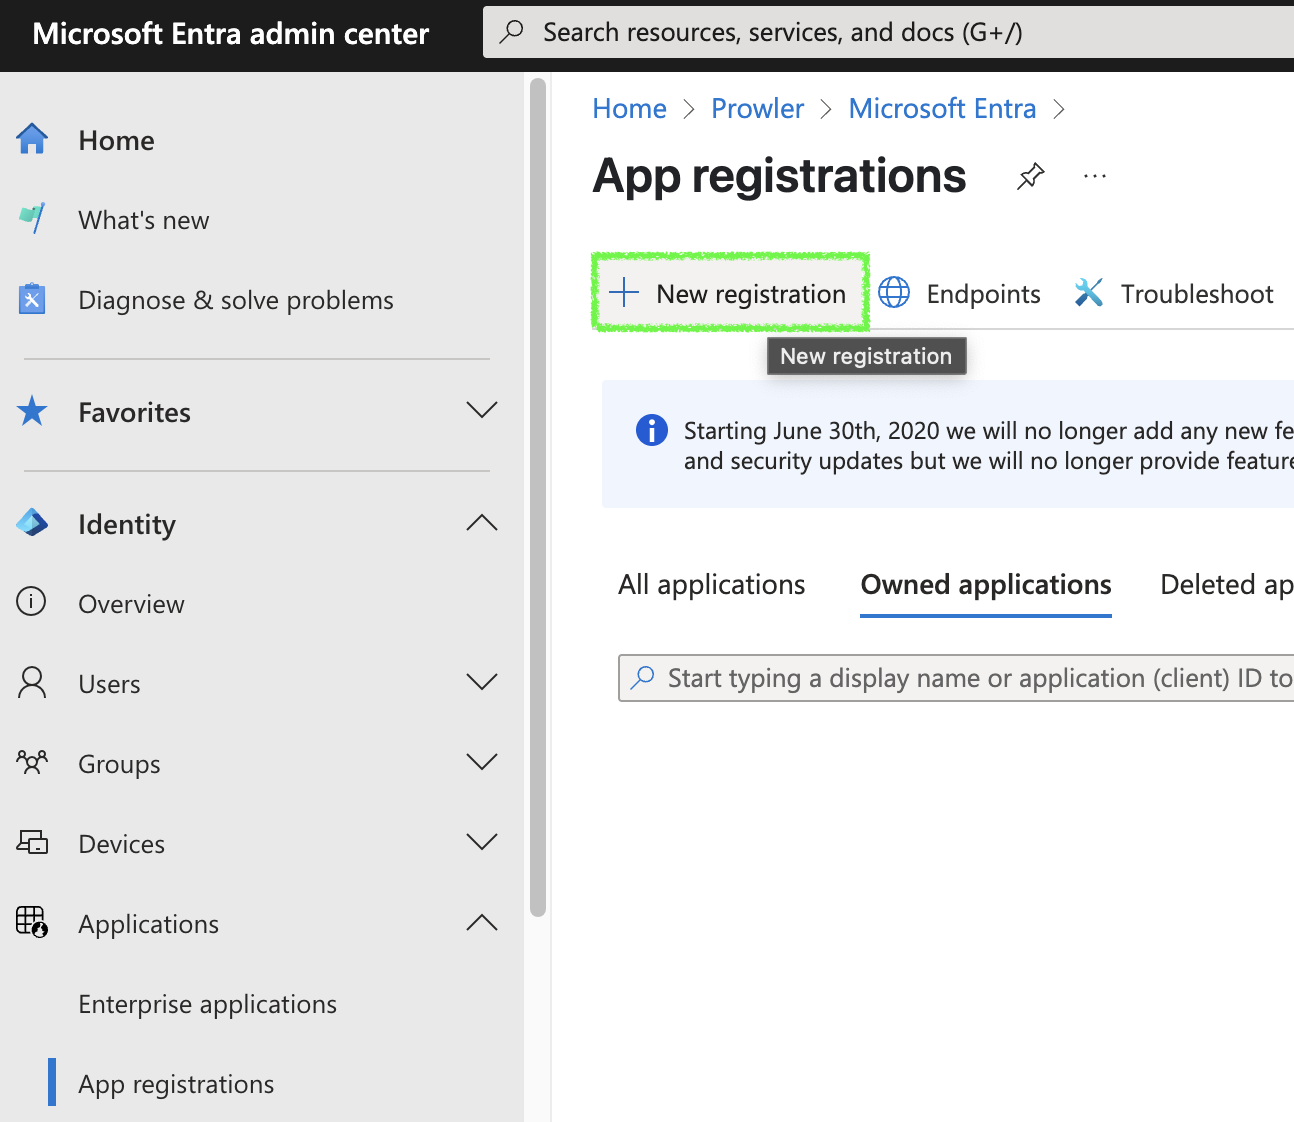 Microsoft Entra admin center
Search resources, services, and docs (G+/)
Home
What's new
Diagnose & solve problems
Favorites
Identity
Overview
Users
Groups
Devices
Applications
Enterprise applications
App registrations
Home > Prowler > Microsoft Entra >
App registrations
New registration
Endpoints
Troubleshoot
New registration
Starting June 30th, 2020 we will no longer add any new fe
and security updates but we will no longer provide feature
All applications
Owned applications
Deleted ap
Start typing a display name or application (client) ID to